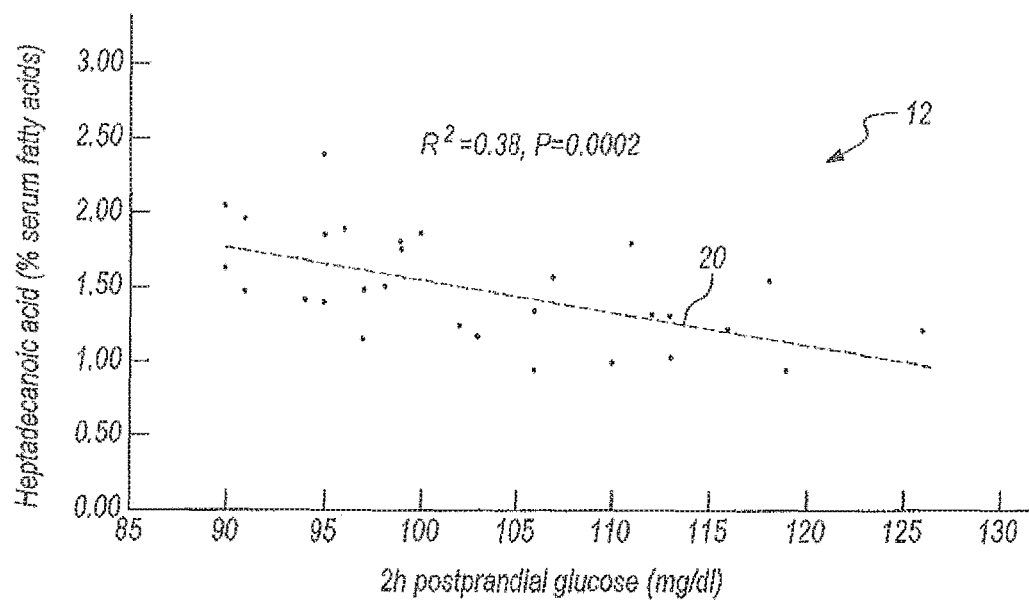 Heptadecanoic acid (% serum fatty acids)
3.00
2.50
2.00
1.50
1.00
0.50
0.00
R²=0.38, P=0.0002
12
20
85 90 95 100 105 110 115 120 125 130
2h postprandial glucose (mg/dl)